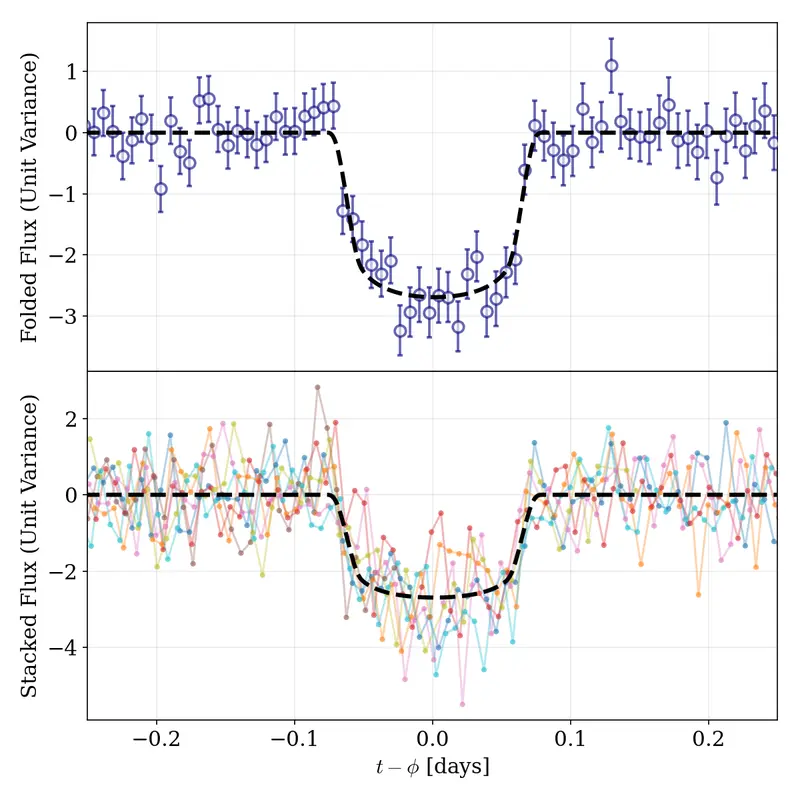 Folded Flux (Unit Variance)
1
0
−1
−2
−3
Stacked Flux (Unit Variance)
2
0
−2
−4
−0.2 −0.1 0.0 0.1 0.2
t − ϕ [days]